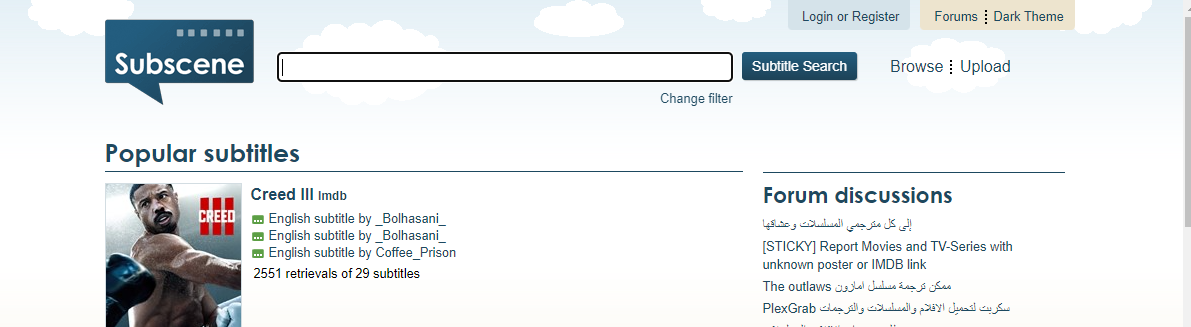 Login or Register
Forums
Dark Theme
Subscene
Subtitle Search
Browse
Upload
Change filter
Popular subtitles
CREED III
Creed III Imdb
English subtitle by _Bolhasani_
English subtitle by _Bolhasani_
English subtitle by Coffee_Prison
2551 retrievals of 29 subtitles
Forum discussions
إلى كل مترجمي المسلسلات وعشاقها
[STICKY] Report Movies and TV-Series with
unknown poster or IMDB link
The outlaws ممكن ترجمة مسلسل امازون
PlexGrab سكريت لتحميل الافلام والمسلسلات والترجمات